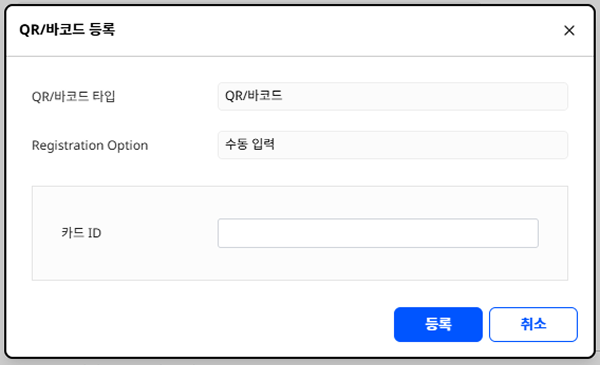 QR/바코드 등록
QR/바코드 타입
QR/바코드
Registration Option
수동 입력
카드 ID
등록
취소